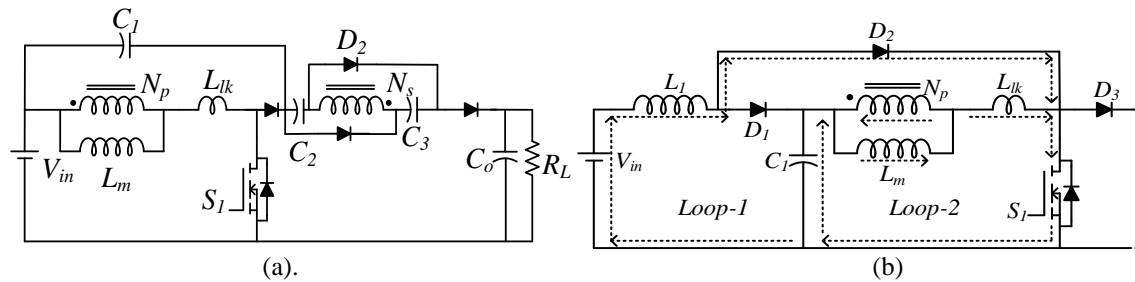 C1
D2
Np
Llk
Ns
Vin
Lm
S1
C2
C3
Co
RL
(a).
D2
L1
D1
Np
Llk
D3
Vin
C1
Lm
S1
Loop-1
Loop-2
(b)